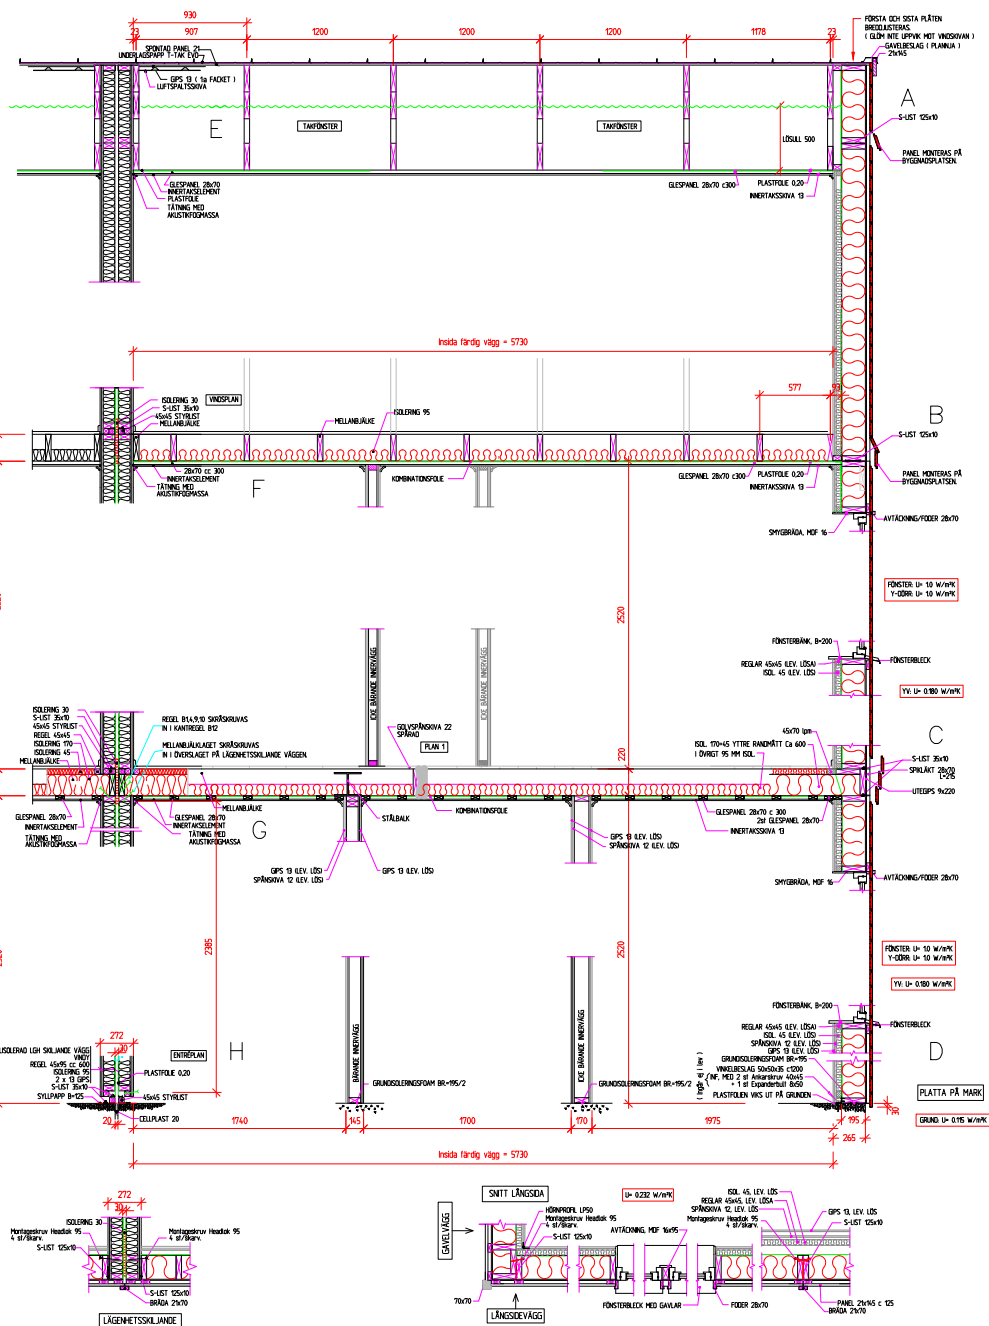 930
23
907
1200
1200
1200
1178
23
FÖRSTA OCH SISTA PLÅTEN
BREDDJUSTERAS.
( GLÖM INTE UPPVIK MOT VINDSKIVAN )
GAVELBESLAG ( PLANNJA )
21x145
SPONTAD PANEL 21
UNDERLAGSPAPP T-TAK EVO
GIPS 13 ( 1a FACKET )
LUFTSPALTSSKIVA
E
TAKFÖNSTER
TAKFÖNSTER
LÖSULL 500
A
S-LIST 125x10
PANEL MONTERAS PÅ
BYGGNADSPLATSEN.
GLESPANEL 28x70
INNERTAKSELEMENT
PLASTFOLIE
TÄTNING MED
AKUSTIKFOGMASSA
GLESPANEL 28x70 c300
PLASTFOLIE 0,20
INNERTAKSSKIVA 13
Insida färdig vägg = 5730
577
93
ISOLERING 30
S-LIST 35x10
45x45 STYRLIST
MELLANBJÄLKE
VINDSPLAN
MELLANBJÄLKE
ISOLERING 95
B
S-LIST 125x10
28x70 cc 300
INNERTAKSELEMENT
TÄTNING MED
AKUSTIKFOGMASSA
F
KOMBINATIONSFOLIE
GLESPANEL 28x70 c300
PLASTFOLIE 0,20
INNERTAKSSKIVA 13
PANEL MONTERAS PÅ
BYGGNADSPLATSEN.
SMYGBRÄDA, MDF 16
AVTÄCKNING/FODER 28x70
FÖNSTER: U= 1.0 W/m²K
Y-DÖRR: U= 1.0 W/m²K
2520
FÖNSTERBÄNK, B=200
FÖNSTERBLECK
REGLAR 45x45 (LEV. LÖSA)
ISOL. 45 (LEV. LÖS)
YV: U= 0.180 W/m²K
ICKE BÄRANDE INNERVÄGG
ICKE BÄRANDE INNERVÄGG
ISOLERING 30
S-LIST 35x10
45x45 STYRLIST
REGEL 45x45
ISOLERING 170
ISOLERING 45
MELLANBJÄLKE
REGEL B1,4,9,10 SKRÅSKRUVAS
IN I KANTREGEL B12
MELLANBJÄLKLAGET SKRÅSKRUVAS
IN I ÖVERSLAGET PÅ LÄGENHETSSKILJANDE VÄGGEN.
GOLVSPÅNSKIVA 22
SPÅRAD
PLAN 1
220
45x70 lpm
ISOL. 170+45 YTTRE RANDMÅTT Ca 600
I ÖVRIGT 95 MM ISOL.
C
S-LIST 35x10
SPIKLÄKT 28x70
L=215
UTEGIPS 9x220
GLESPANEL 28x70
INNERTAKSELEMENT
TÄTNING MED
AKUSTIKFOGMASSA
MELLANBJÄLKE
GLESPANEL 28x70
INNERTAKSELEMENT
TÄTNING MED
AKUSTIKFOGMASSA
G
STÅLBALK
KOMBINATIONSFOLIE
GLESPANEL 28x70 c 300
2st GLESPANEL 28x70
INNERTAKSSKIVA 13
GIPS 13 (LEV. LÖS)
SPÅNSKIVA 12 (LEV. LÖS)
GIPS 13 (LEV. LÖS)
SPÅNSKIVA 12 (LEV. LÖS)
GIPS 13 (LEV. LÖS)
SMYGBRÄDA, MDF 16
AVTÄCKNING/FODER 28x70
2385
2520
FÖNSTER: U= 1.0 W/m²K
Y-DÖRR: U= 1.0 W/m²K
YV: U= 0.180 W/m²K
FÖNSTERBÄNK, B=200
FÖNSTERBLECK
REGLAR 45x45 (LEV. LÖSA)
ISOL. 45 (LEV. LÖS)
SPÅNSKIVA 12 (LEV. LÖS)
GIPS 13 (LEV. LÖS)
GRUNDISOLERINGSFOAM BR=195
VINKELBESLAG 50x50x35 c1200
INF. MED 2 st Ankarskruv 40x45
+ 1 st Expanderbult 8x50
PLASTFOLIEN VIKS UT PÅ GRUNDEN
( Ingår ej i lev )
D
PLATTA PÅ MARK
GRUND: U= 0.115 W/m²K
272
30
ISOLERAD LGH SKILJANDE VÄGG
VINDY
REGEL 45x95 cc 600
ISOLERING 95
2 x 13 GIPS
S-LIST 35x10
SYLLPAPP B=125
ENTRÉPLAN
H
PLASTFOLIE 0,20
45x45 STYRLIST
CELLPLAST 20
20
BÄRANDE INNERVÄGG
BÄRANDE INNERVÄGG
GRUNDISOLERINGSFOAM BR=195/2
GRUNDISOLERINGSFOAM BR=195/2
1740
145
1700
170
1975
195
265
30
Insida färdig vägg = 5730
272
30
ISOLERING 30
Montageskruv Headlok 95
4 st/skarv.
S-LIST 125x10
Montageskruv Headlok 95
4 st/skarv.
S-LIST 125x10
BRÄDA 21x70
LÄGENHETSSKILJANDE
SNITT LÅNGSIDA
U= 0.232 W/m²K
GAVELVÄGG
HÖRNPROFIL LP50
Montageskruv Headlok 95
4 st/skarv.
S-LIST 125x10
AVTÄCKNING, MDF 16x95
ISOL. 45, LEV. LÖS
REGLAR 45x45, LEV. LÖSA
SPÅNSKIVA 12, LEV. LÖS
Montageskruv Headlok 95
4 st/skarv.
GIPS 13, LEV. LÖS
S-LIST 125x10
70x70
LÅNGSIDEVÄGG
FÖNSTERBLECK MED GAVLAR
FODER 28x70
PANEL 21x145 c 125
BRÄDA 21x70